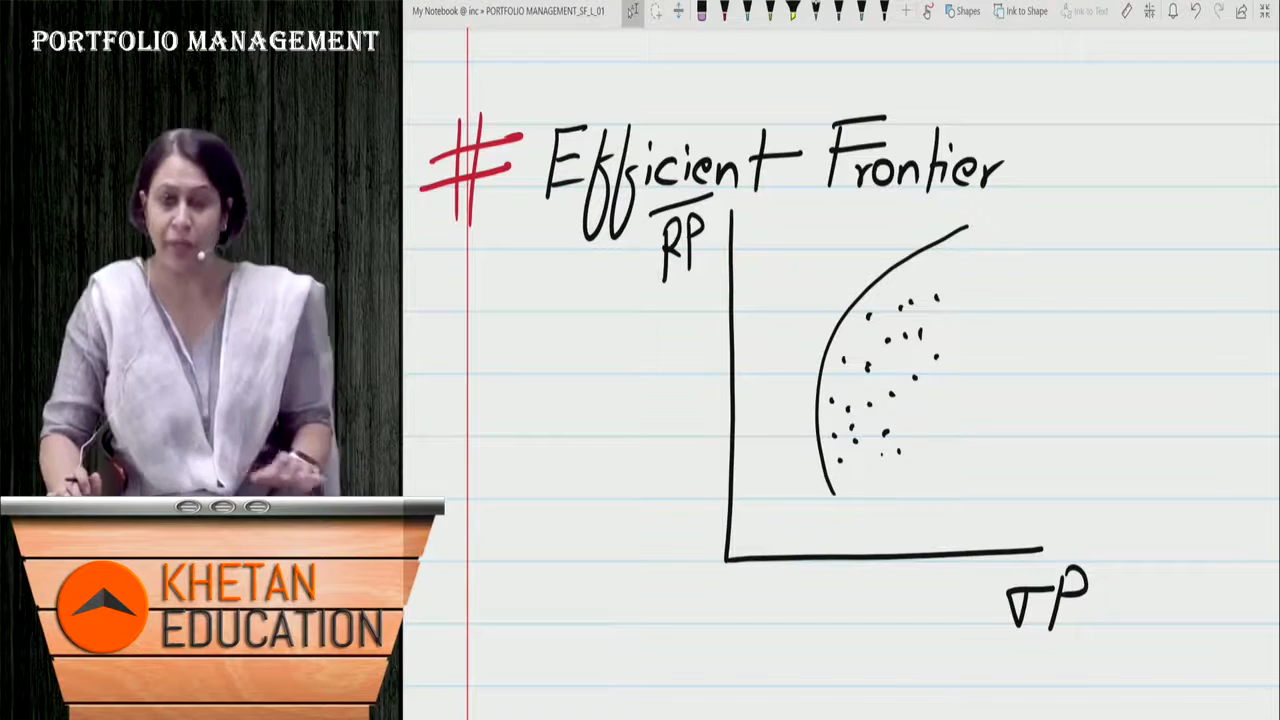 PORTFOLIO MANAGEMENT
My Notebook @ inc » PORTFOLIO MANAGEMENT_SF_L_01
Shapes
Ink to Shape
Ink to Text
# Efficient Frontier
RP
σP
KHETAN
EDUCATION